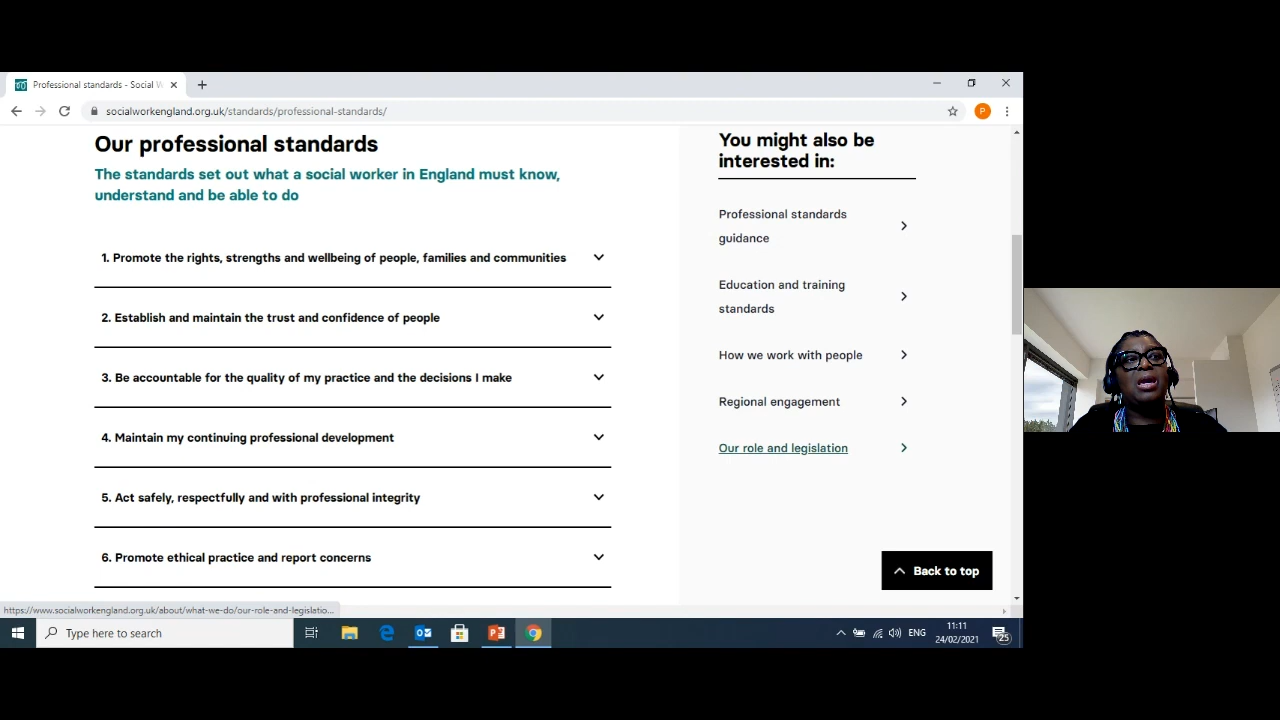 Professional standards - Social W
socialworkengland.org.uk/standards/professional-standards/
P
Our professional standards
The standards set out what a social worker in England must know,
understand and be able to do
1. Promote the rights, strengths and wellbeing of people, families and communities
2. Establish and maintain the trust and confidence of people
3. Be accountable for the quality of my practice and the decisions I make
4. Maintain my continuing professional development
5. Act safely, respectfully and with professional integrity
6. Promote ethical practice and report concerns
You might also be
interested in:
Professional standards
guidance
Education and training
standards
How we work with people
Regional engagement
Our role and legislation
Back to top
https://www.socialworkengland.org.uk/about/what-we-do/our-role-and-legislatio...
Type here to search
ENG
11:11
24/02/2021
25